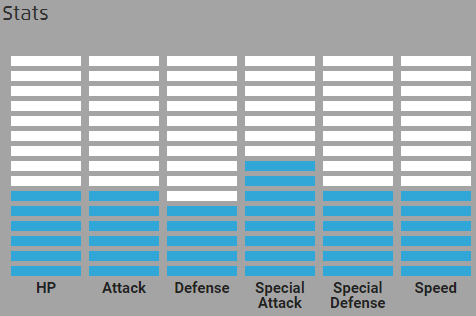 Stats
HP
Attack
Defense
Special
Attack
Special
Defense
Speed